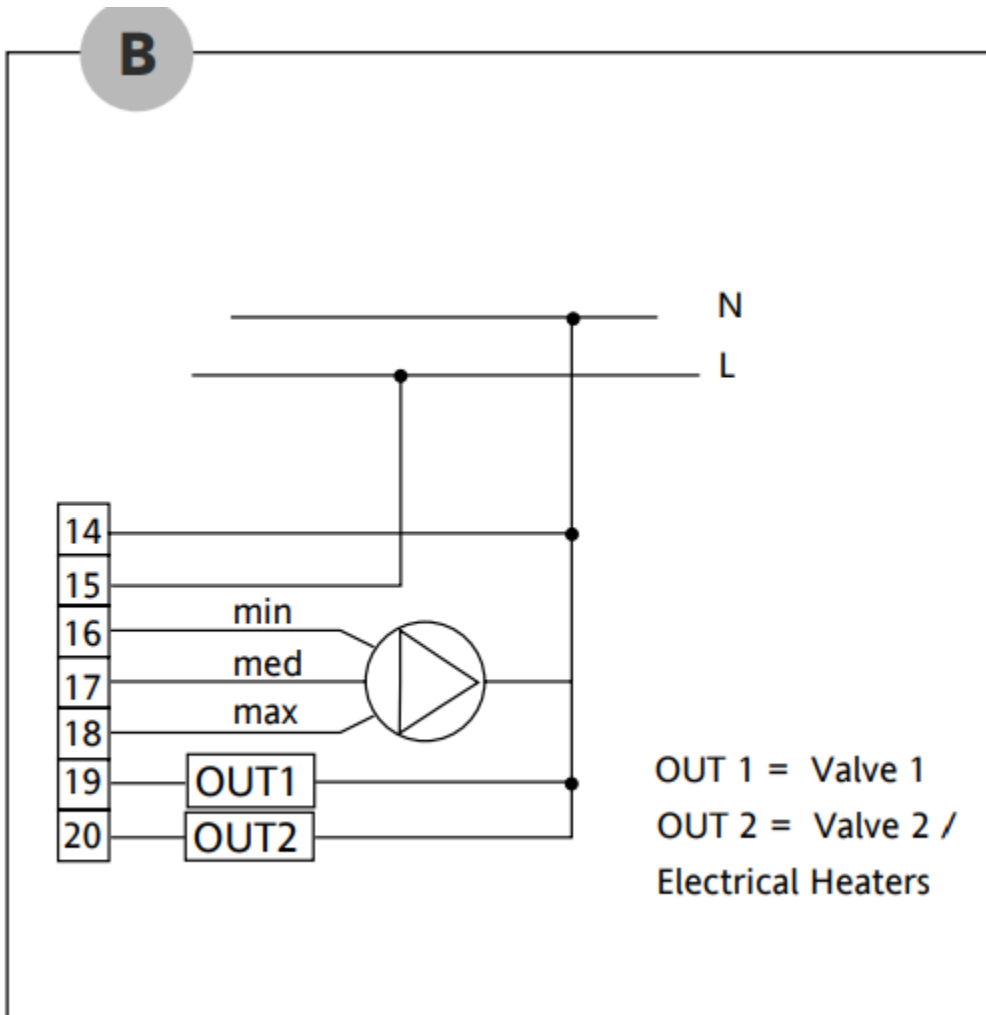 B
N
L
14
15
16 min
17 med
18 max
19 OUT1
20 OUT2
OUT 1 = Valve 1
OUT 2 = Valve 2 /
Electrical Heaters